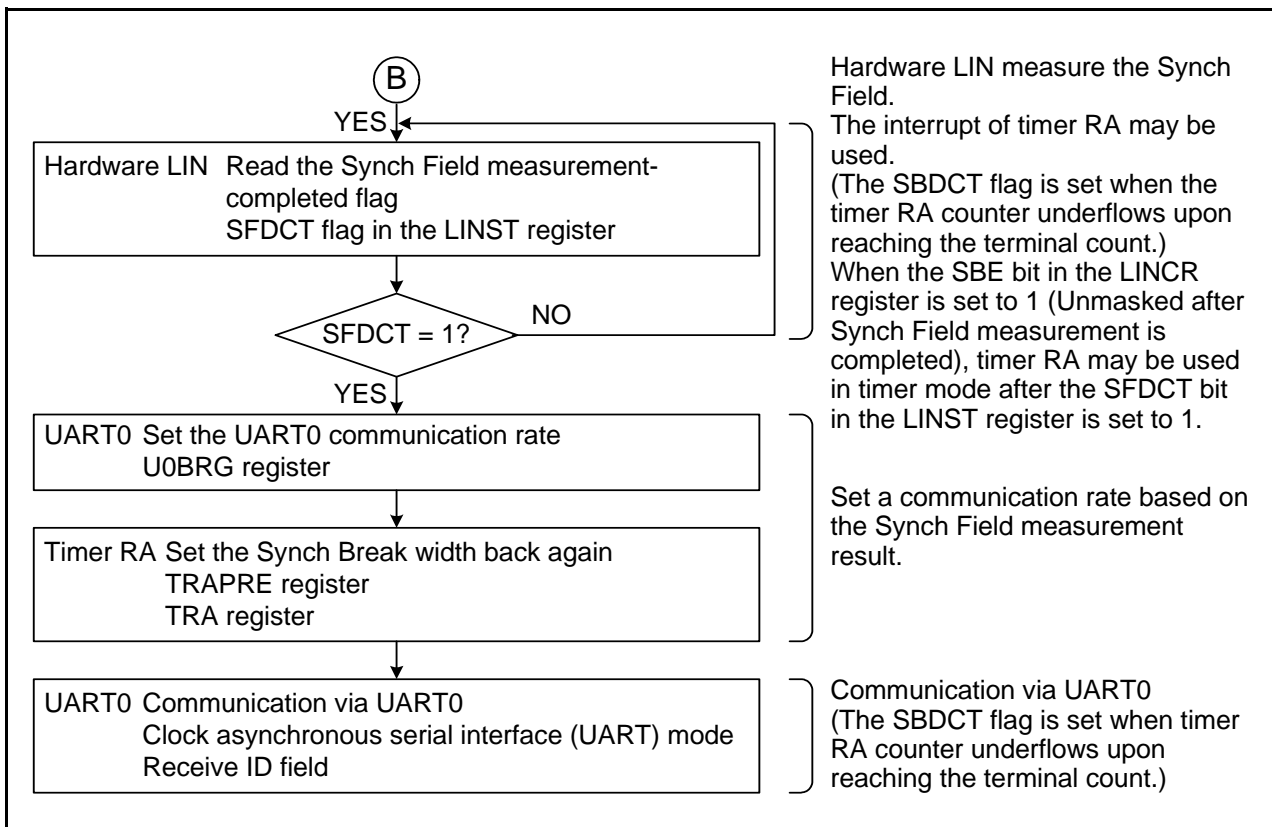 B
YES
Hardware LIN Read the Synch Field measurement-
completed flag
SFDCT flag in the LINST register
SFDCT = 1?
NO
YES
UART0 Set the UART0 communication rate
U0BRG register
Timer RA Set the Synch Break width back again
TRAPRE register
TRA register
UART0 Communication via UART0
Clock asynchronous serial interface (UART) mode
Receive ID field
Hardware LIN measure the Synch
Field.
The interrupt of timer RA may be
used.
(The SBDCT flag is set when the
timer RA counter underflows upon
reaching the terminal count.)
When the SBE bit in the LINCR
register is set to 1 (Unmasked after
Synch Field measurement is
completed), timer RA may be used
in timer mode after the SFDCT bit
in the LINST register is set to 1.
Set a communication rate based on
the Synch Field measurement
result.
Communication via UART0
(The SBDCT flag is set when timer
RA counter underflows upon
reaching the terminal count.)